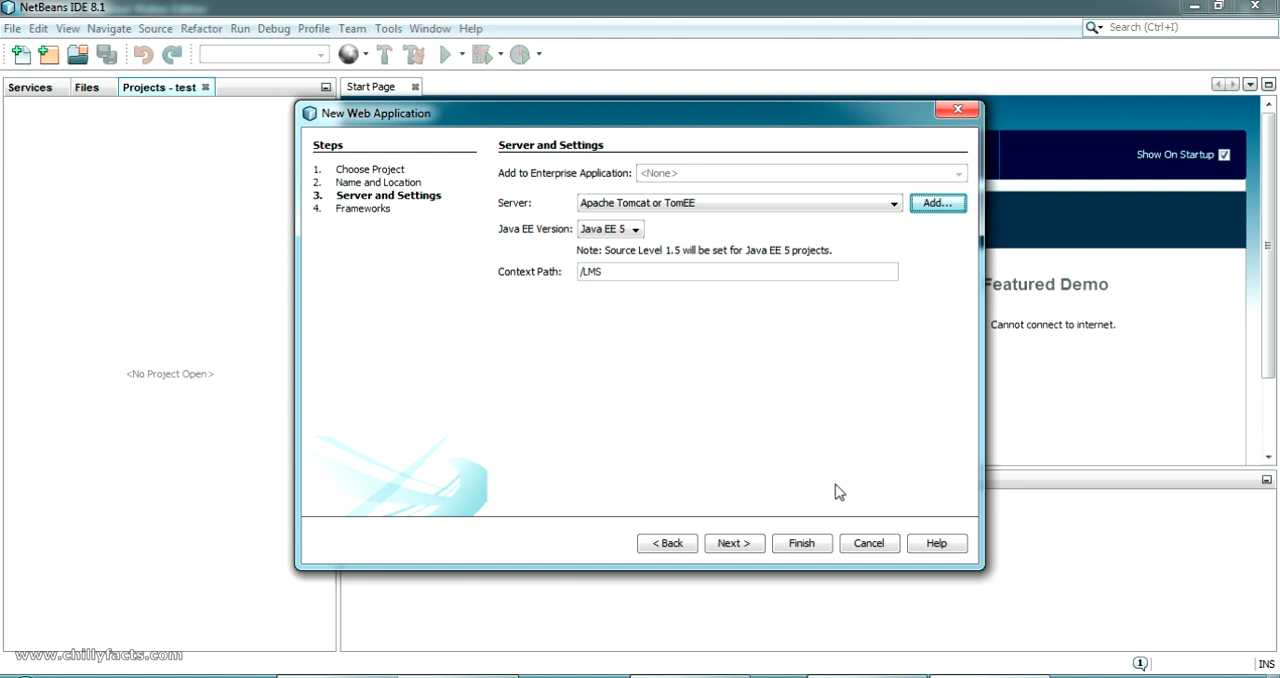 NetBeans IDE 8.1
File Edit View Navigate Source Refactor Run Debug Profile Team Tools Window Help
Search (Ctrl+I)
Services Files Projects - test
Start Page
New Web Application
Show On Startup
Steps
1. Choose Project
2. Name and Location
3. Server and Settings
4. Frameworks
Server and Settings
Add to Enterprise Application: <None>
Server: Apache Tomcat or TomEE Add...
Java EE Version: Java EE 5
Note: Source Level 1.5 will be set for Java EE 5 projects.
Context Path: /LMS
Featured Demo
Cannot connect to internet.
<No Project Open>
< Back Next > Finish Cancel Help
www.chillyfacts.com
1 INS